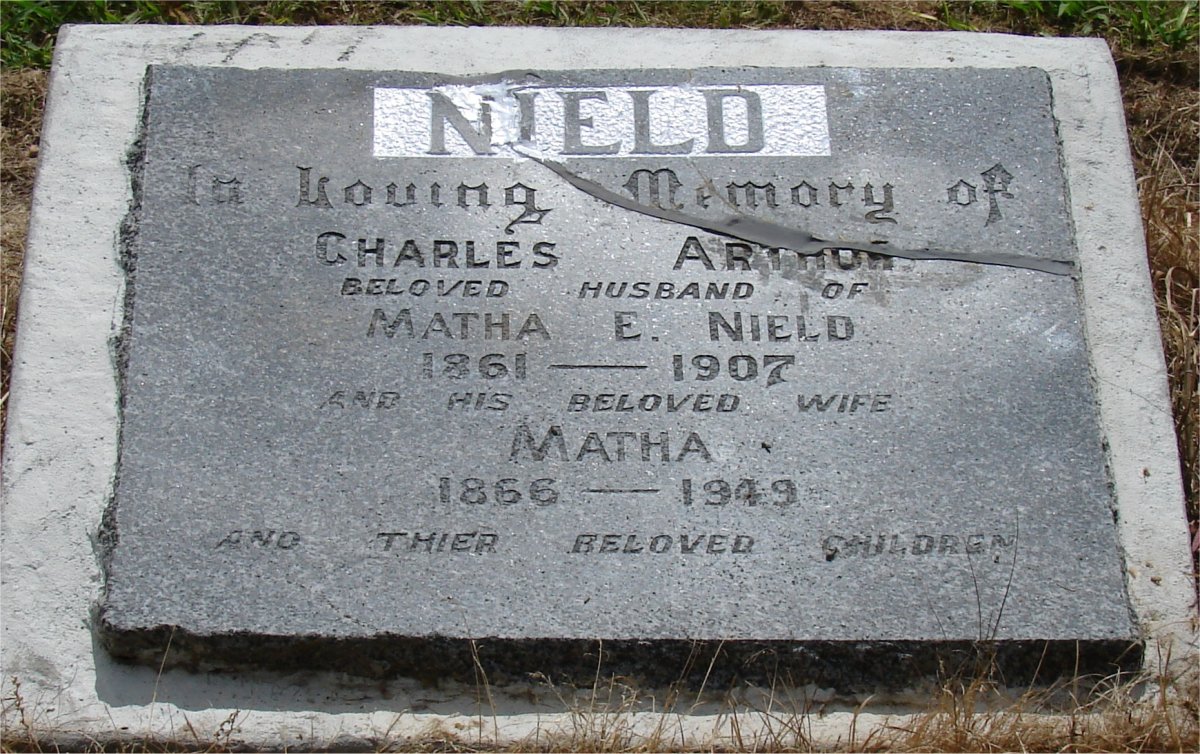 NIELD
In Loving Memory of
CHARLES ARTHUR
BELOVED HUSBAND OF
MATHA E. NIELD
1861 — 1907
AND HIS BELOVED WIFE
MATHA
1866 — 1949
AND THIER BELOVED CHILDREN